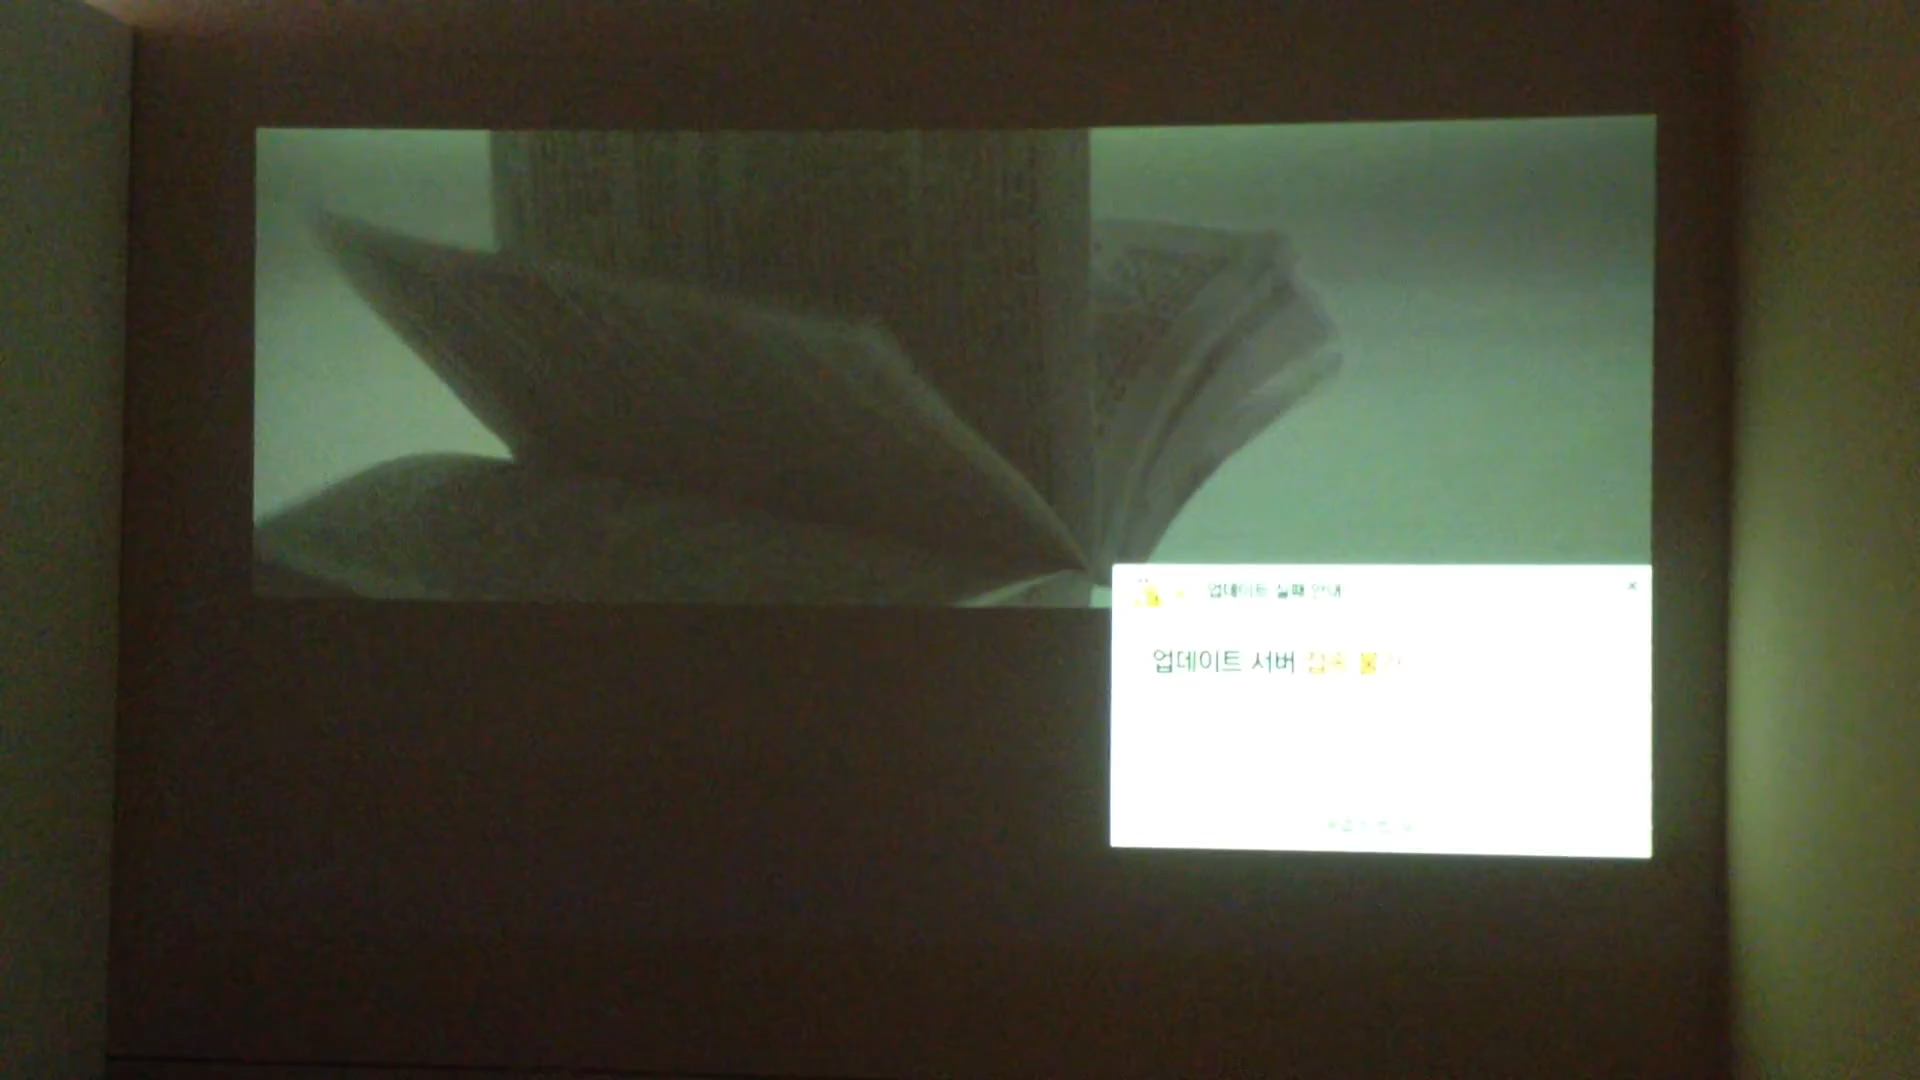 업데이트 실패 안내
업데이트 서버 접속 불가